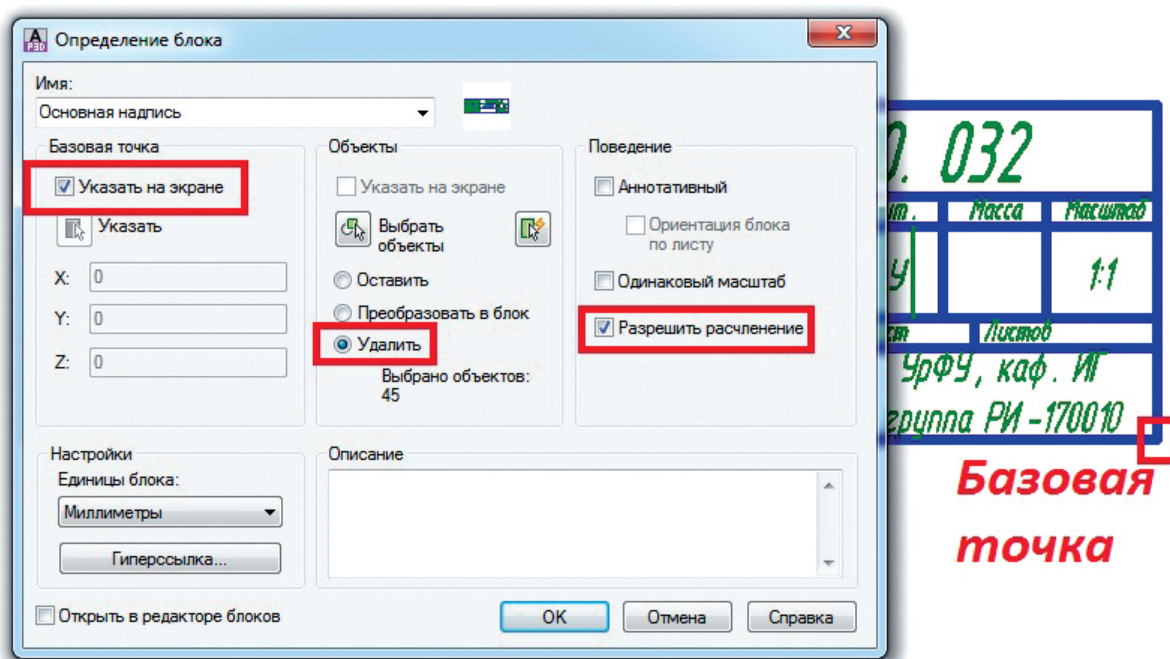 Определение блока
Имя:
Основная надпись
Базовая точка
Указать на экране
Указать
X: 0
Y: 0
Z: 0
Объекты
Указать на экране
Выбрать
объекты
Оставить
Преобразовать в блок
Удалить
Выбрано объектов:
45
Поведение
Аннотативный
Ориентация блока
по листу
Одинаковый масштаб
Разрешить расчленение
Настройки
Единицы блока:
Миллиметры
Гиперссылка...
Описание
Открыть в редакторе блоков
OK
Отмена
Справка
0. 032
Масса
Масштаб
У
1:1
Листов
УрФУ, каф. ИГ
группа РИ-170010
Базовая
точка